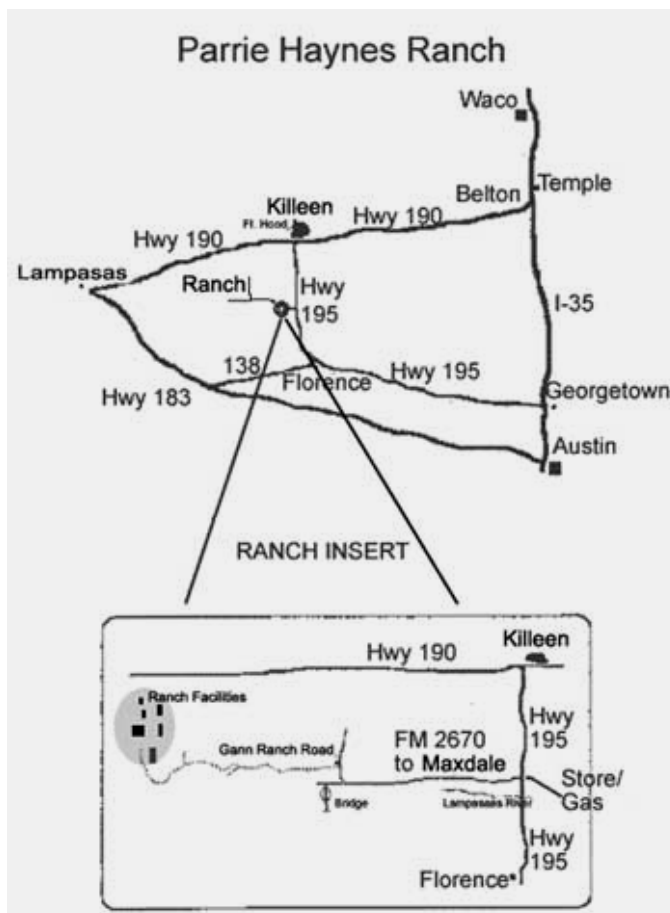 Parrie Haynes Ranch
Waco
Temple
Belton
Killeen
Ft. Hood
Hwy 190
Hwy 190
Lampasas
Ranch
Hwy
195
I-35
138
Hwy 195
Florence
Hwy 183
Georgetown
Austin
RANCH INSERT
Killeen
Hwy 190
Ranch Facilities
Hwy
195
FM 2670
to Maxdale
Gann Ranch Road
Store/
Gas
Bridge
Lampasas River
Hwy
195
Florence